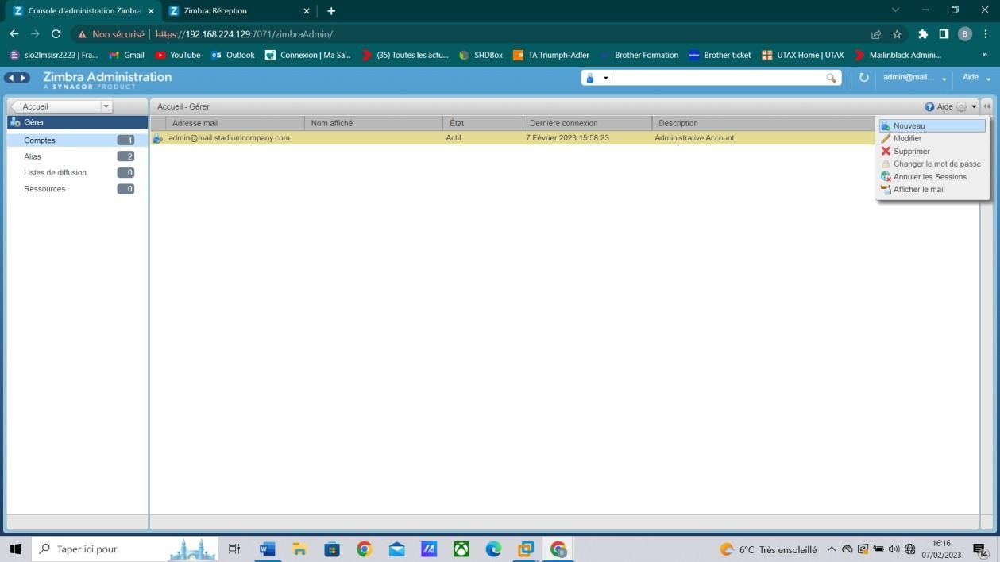 Console d'administration Zimbra
Zimbra: Réception
Non sécurisé | https://192.168.224.129:7071/zimbraAdmin/
B
sio2lmsisr2223 | Fra...
Gmail
YouTube
Outlook
Connexion | Ma Sa...
(35) Toutes les actu...
SHDBox
TA Triumph-Adler
Brother Formation
Brother ticket
UTAX Home | UTAX
Mailinblack Admini...
»
Zimbra Administration
A SYNACOR PRODUCT
admin@mail...
Aide
Accueil
Accueil - Gérer
Aide
Gérer
Adresse mail Nom affiché État Dernière connexion Description
Nouveau
admin@mail.stadiumcompany.com Actif 7 Février 2023 15:58:23 Administrative Account
Comptes 1
Alias 2
Listes de diffusion 0
Ressources 0
Modifier
Supprimer
Changer le mot de passe
Annuler les Sessions
Afficher le mail
Taper ici pour
6°C Très ensoleillé
16:16
07/02/2023
14